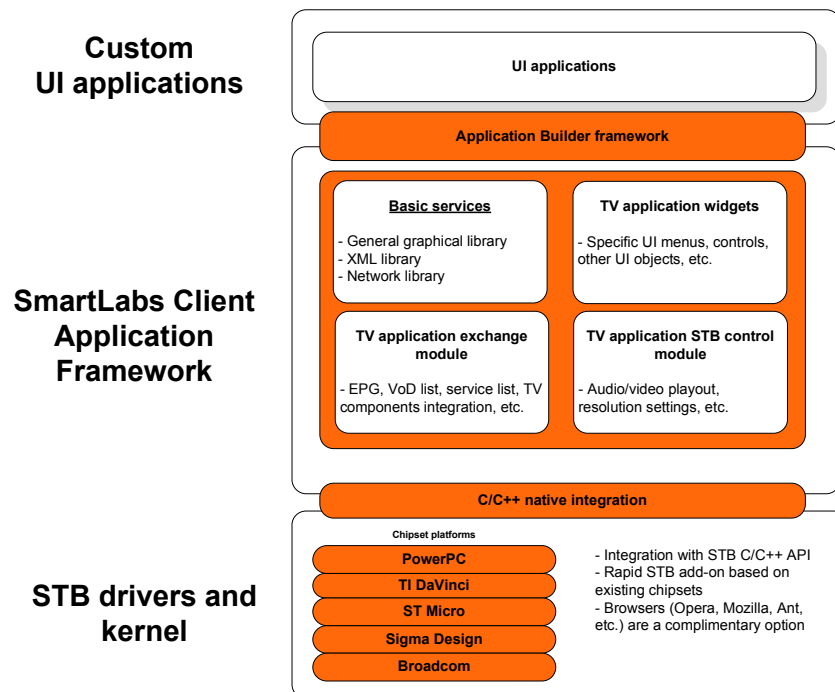 Custom
UI applications
UI applications
Application Builder framework
SmartLabs Client
Application
Framework
Basic services
- General graphical library
- XML library
- Network library
TV application widgets
- Specific UI menus, controls,
other UI objects, etc.
TV application exchange
module
- EPG, VoD list, service list, TV
components integration, etc.
TV application STB control
module
- Audio/video playout,
resolution settings, etc.
C/C++ native integration
STB drivers and
kernel
Chipset platforms
PowerPC
TI DaVinci
ST Micro
Sigma Design
Broadcom
- Integration with STB C/C++ API
- Rapid STB add-on based on
existing chipsets
- Browsers (Opera, Mozilla, Ant,
etc.) are a complimentary option